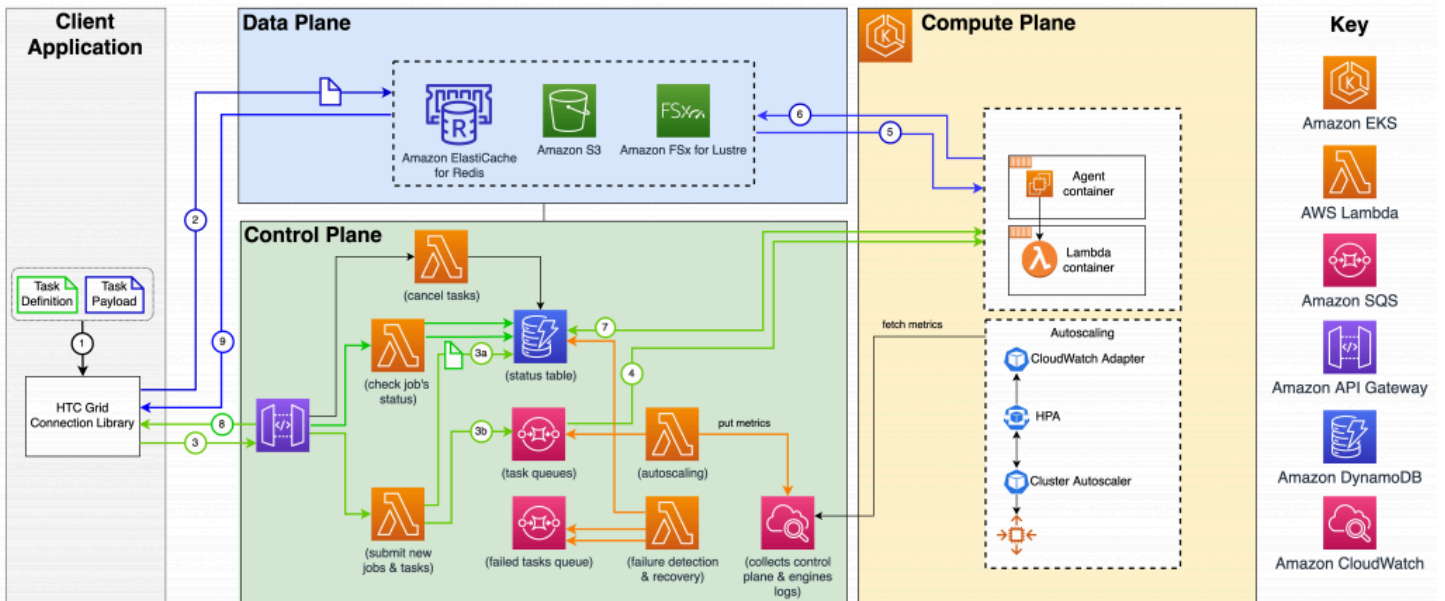 Client
Application
Task
Definition
Task
Payload
1
HTC Grid
Connection Library
2
9
8
3
Data Plane
R
Amazon ElastiCache
for Redis
Amazon S3
FSx
Amazon FSx for Lustre
6
5
Control Plane
(cancel tasks)
(check job's
status)
3a
(status table)
7
4
3b
(task queues)
(autoscaling)
put metrics
(submit new
jobs & tasks)
(failed tasks queue)
(failure detection
& recovery)
(collects control
plane & engines
logs)
K
Compute Plane
Agent
container
Lambda
container
fetch metrics
Autoscaling
CloudWatch Adapter
HPA
Cluster Autoscaler
Key
K
Amazon EKS
AWS Lambda
Amazon SQS
Amazon API Gateway
Amazon DynamoDB
Amazon CloudWatch